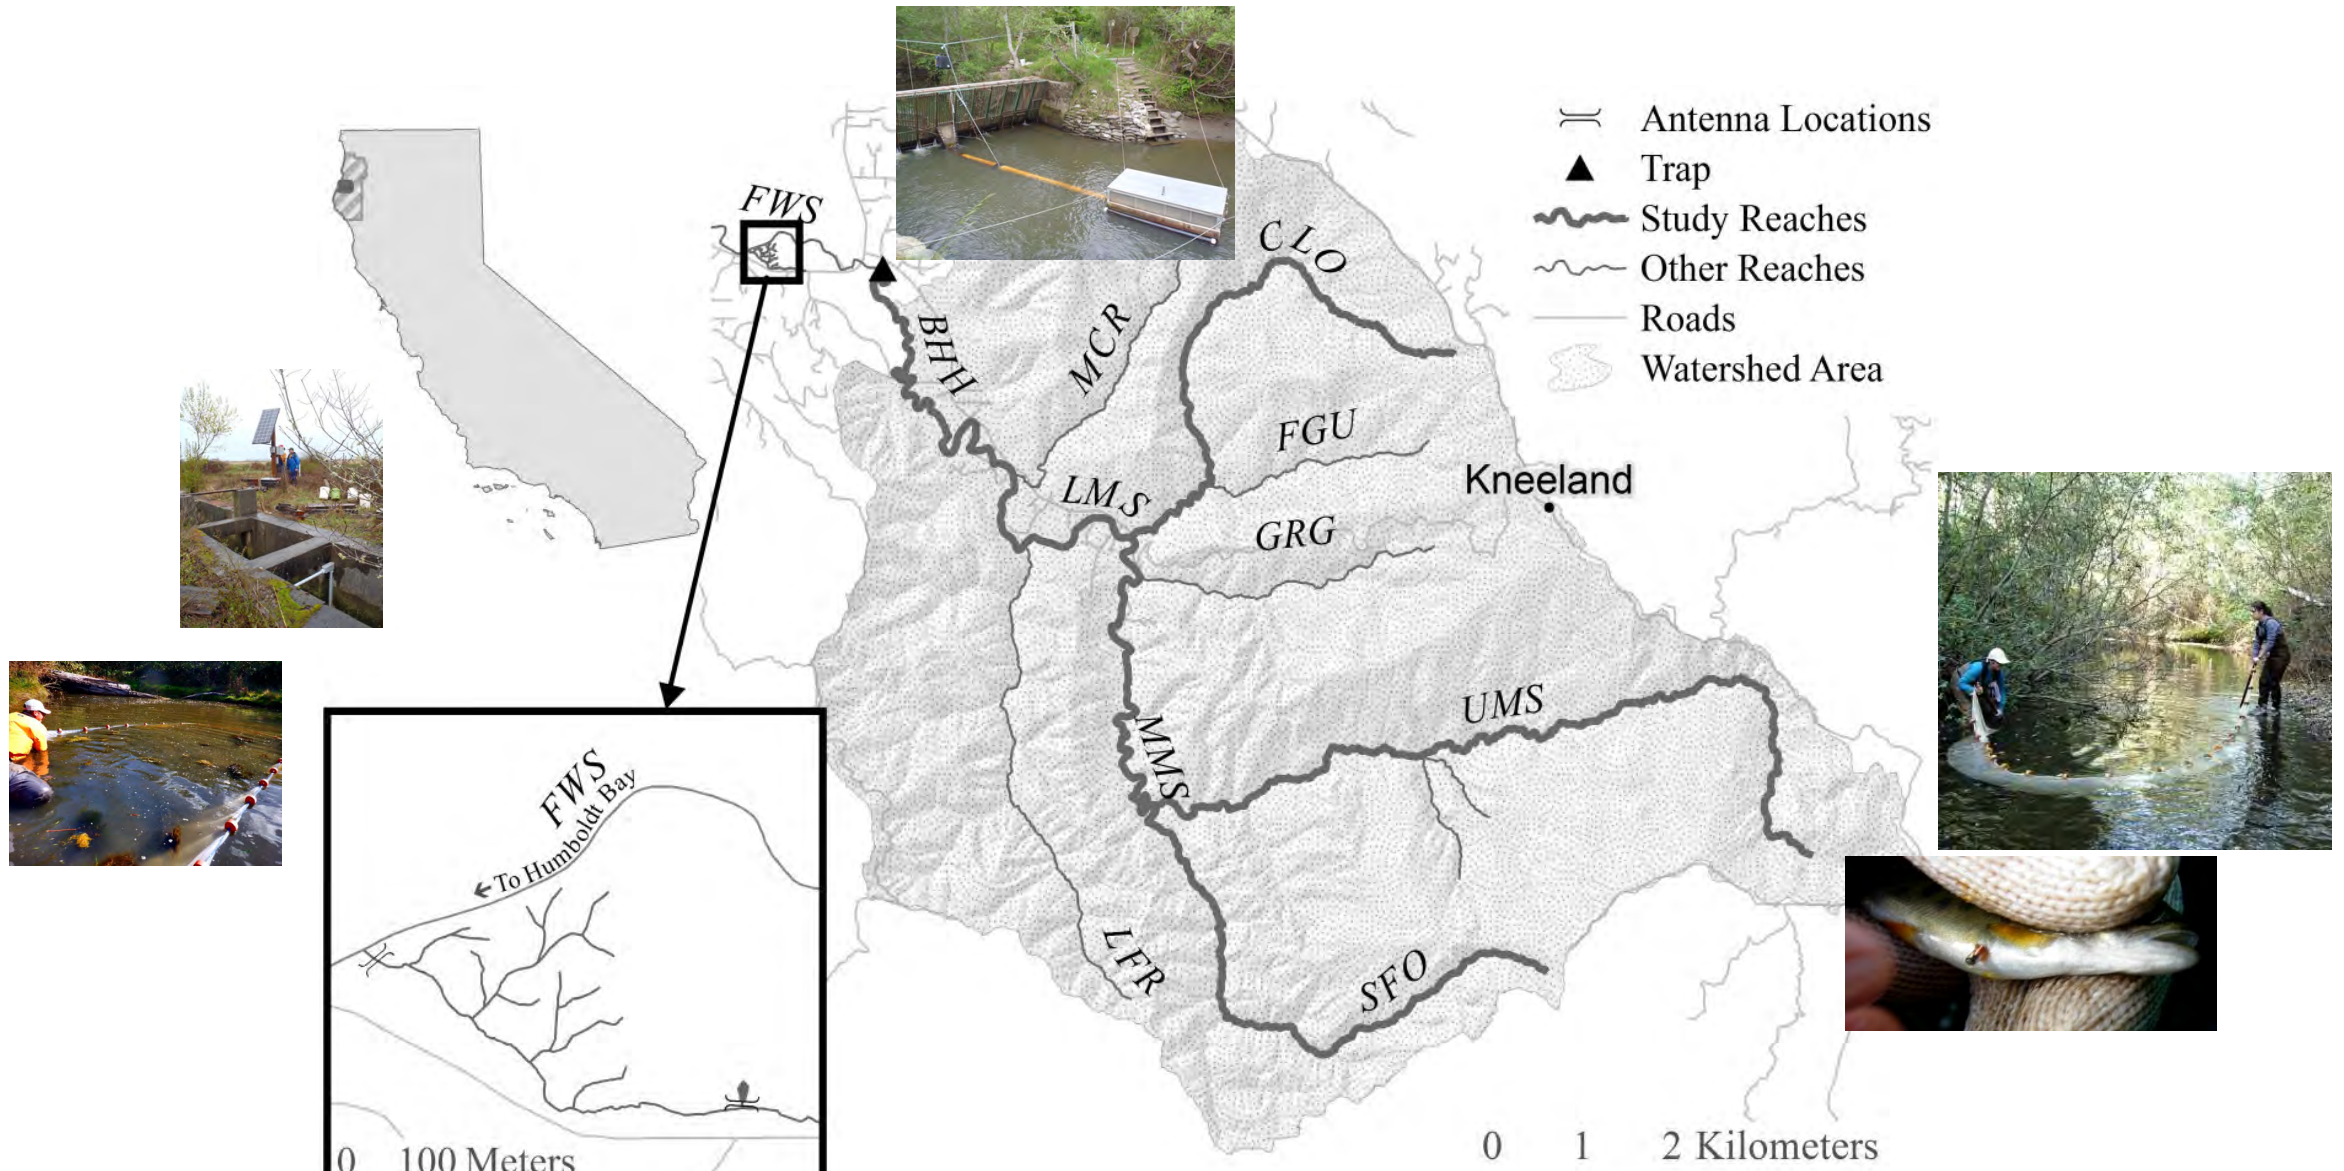 FWS
CLO
BHH
MCR
LMS
FGU
GRG
Kneeland
MMS
UMS
LFR
SFO
Antenna Locations
Trap
Study Reaches
Other Reaches
Roads
Watershed Area
FWS
To Humboldt Bay
0 100 Meters
0 1 2 Kilometers